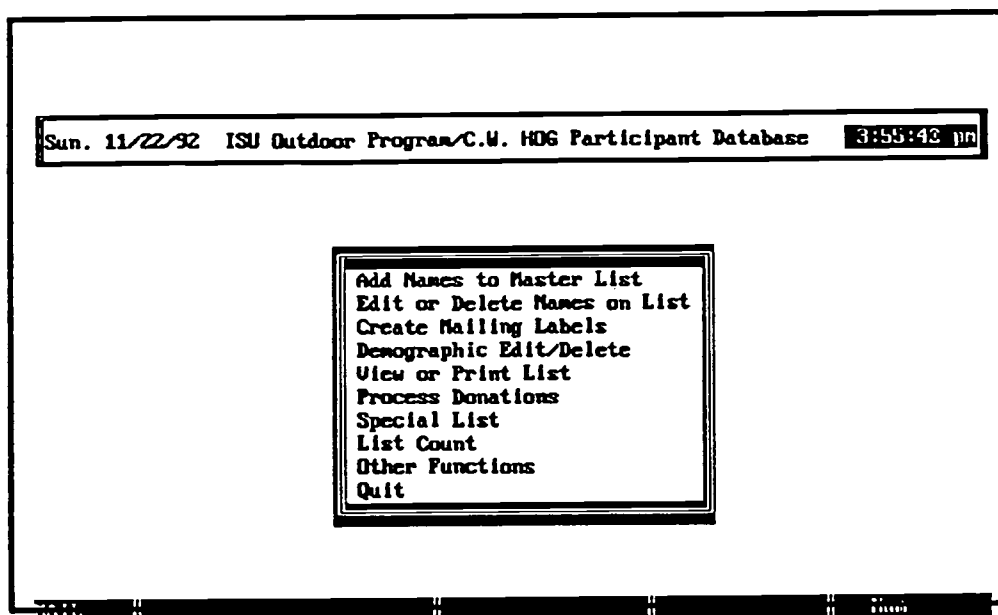 Sun. 11/22/92 ISU Outdoor Program/C.W. HOG Participant Database 3:55:42 pm
Add Names to Master List
Edit or Delete Names on List
Create Mailing Labels
Demographic Edit/Delete
View or Print List
Process Donations
Special List
List Count
Other Functions
Quit
Num